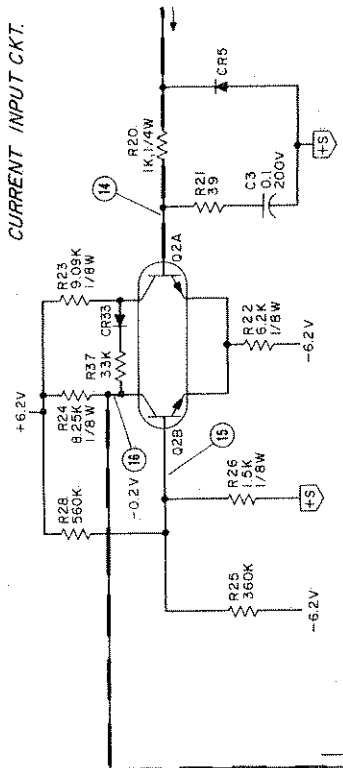 CURRENT INPUT CKT.
CR5
R20
1K,1/4W
14
R21
39
C3
0.1
200V
+S
R23
9.09K
1/8W
Q2A
CR33
R37
33K
R22
6.2K
1/8W
-6.2V
+6.2V
R24
8.25K
1/8W
16
-0.2V
Q2B
15
R28
560K
R26
1.5K
1/8W
+S
R25
360K
-6.2V